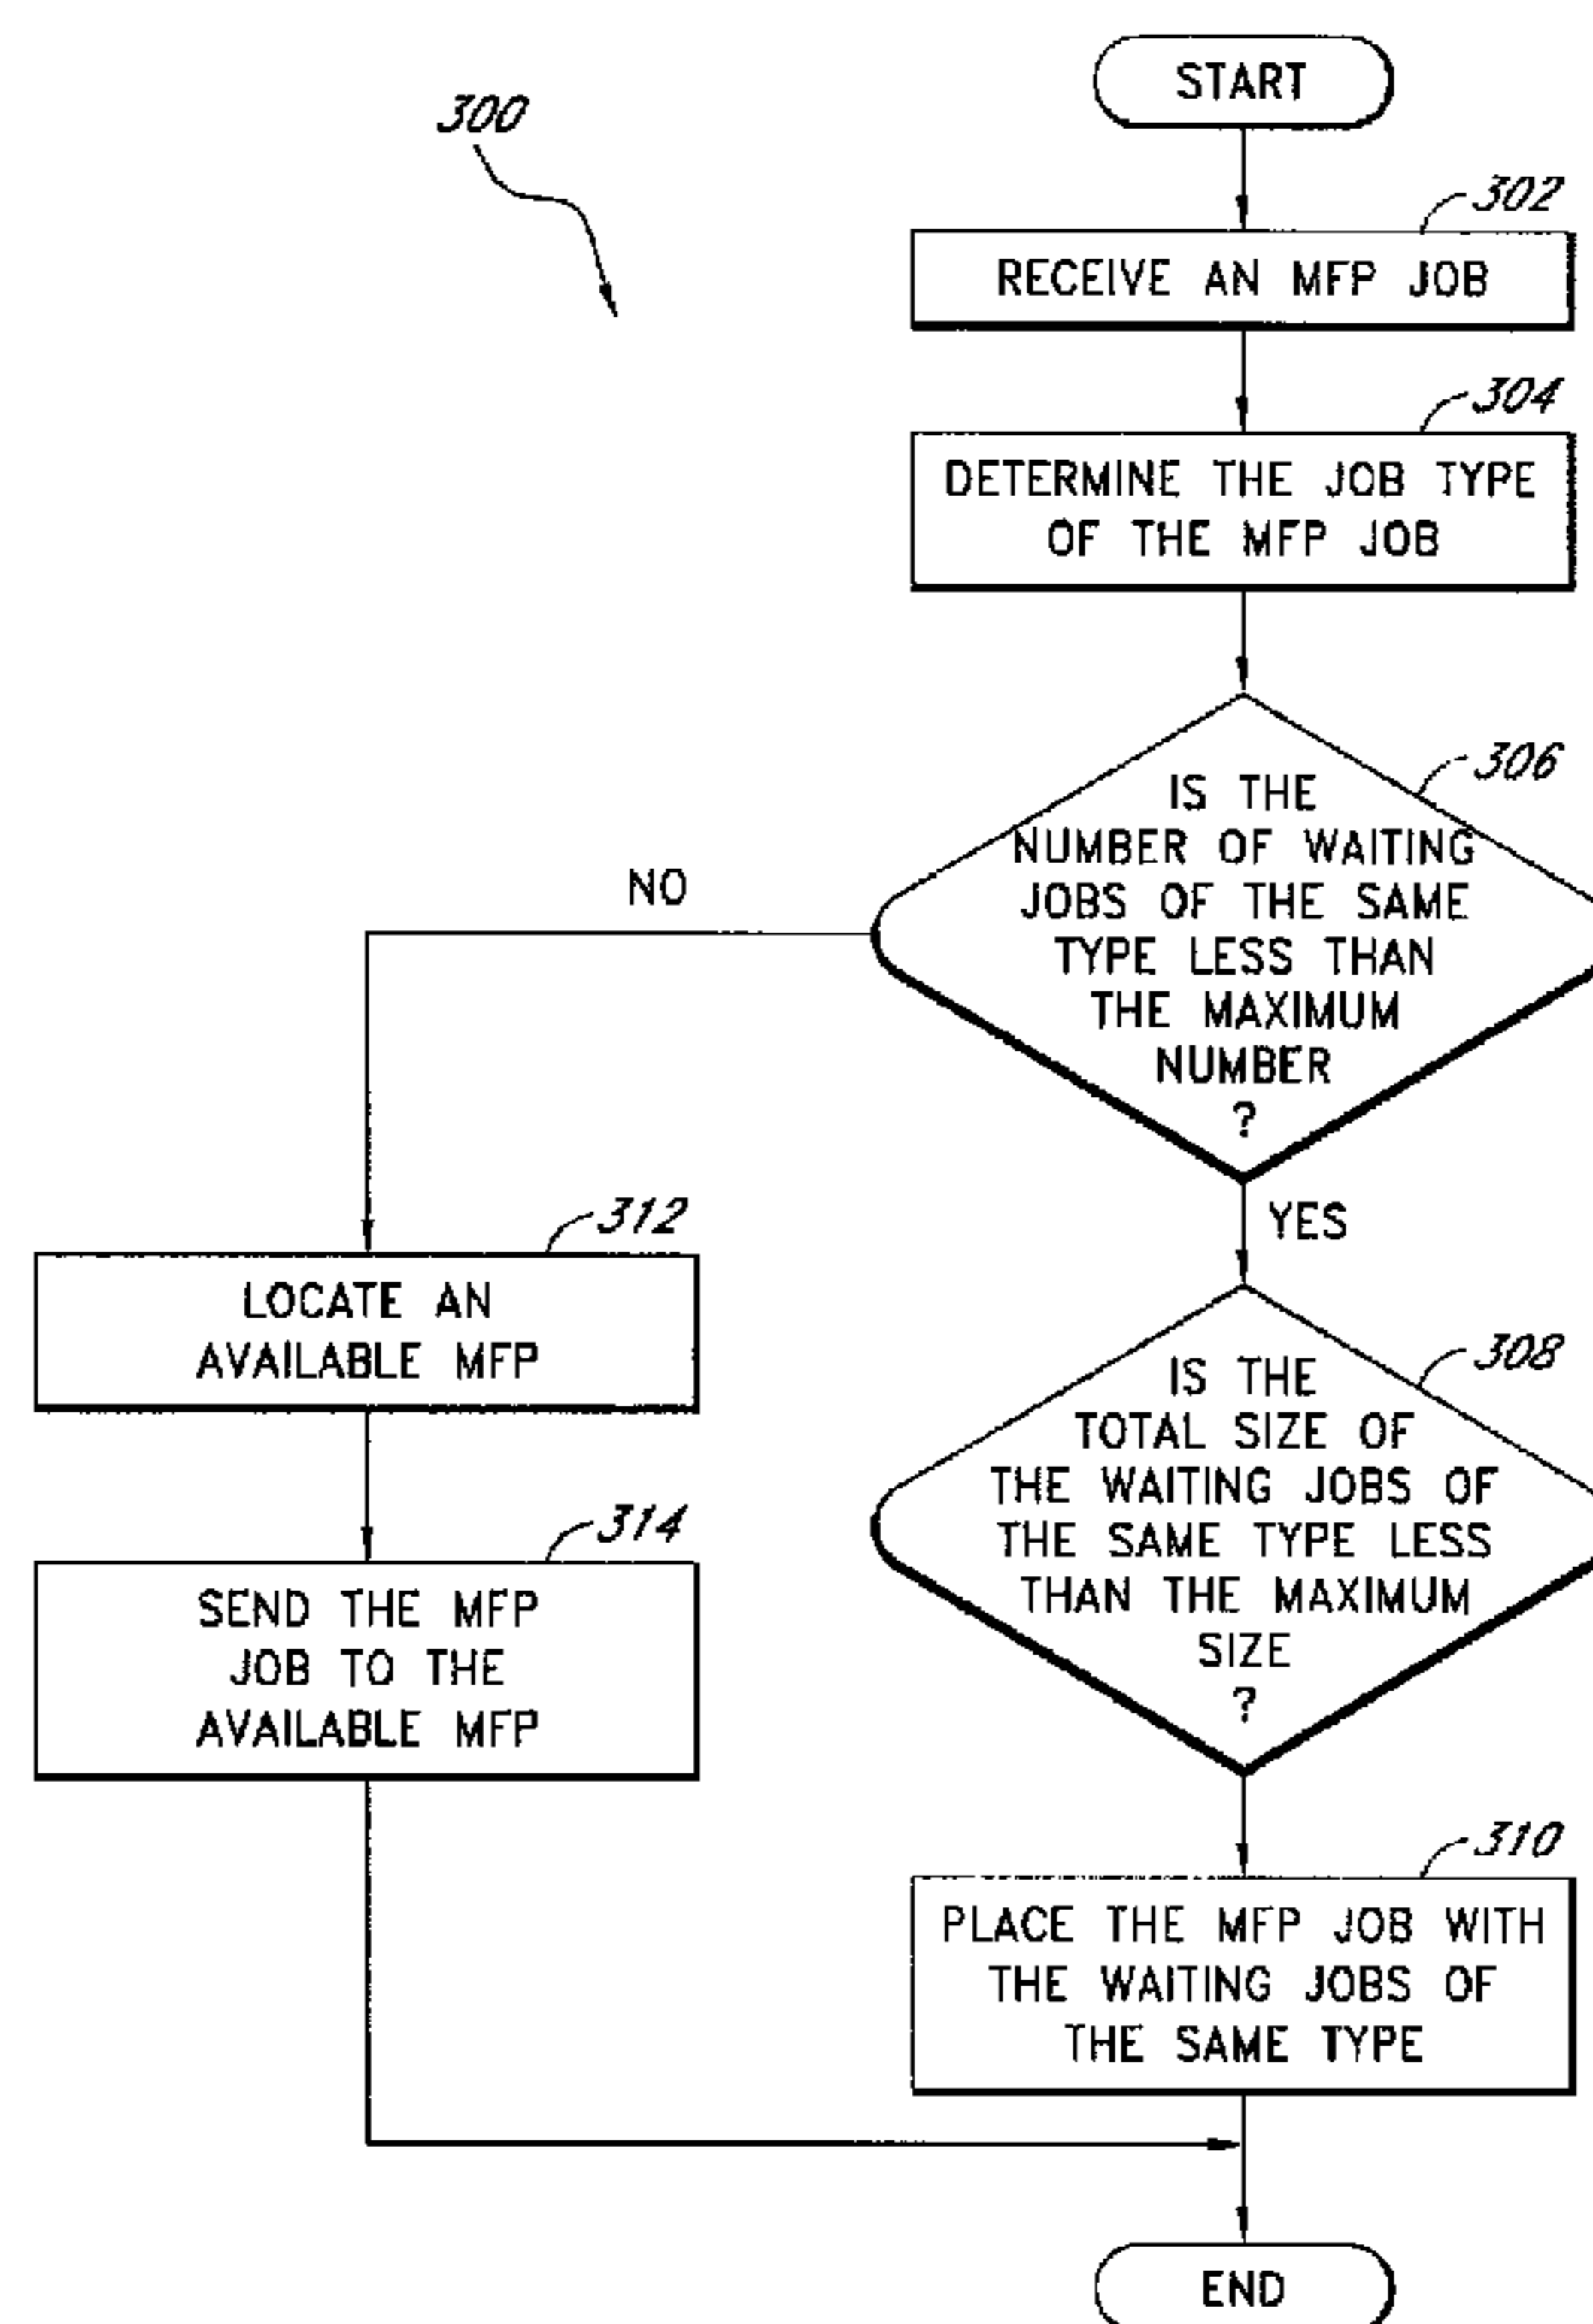 START
300
302
RECEIVE AN MFP JOB
304
DETERMINE THE JOB TYPE
OF THE MFP JOB
306
IS THE
NUMBER OF WAITING
JOBS OF THE SAME
TYPE LESS THAN
THE MAXIMUM
NUMBER
?
NO
YES
312
LOCATE AN
AVAILABLE MFP
308
IS THE
TOTAL SIZE OF
THE WAITING JOBS OF
THE SAME TYPE LESS
THAN THE MAXIMUM
SIZE
?
314
SEND THE MFP
JOB TO THE
AVAILABLE MFP
310
PLACE THE MFP JOB WITH
THE WAITING JOBS OF
THE SAME TYPE
END